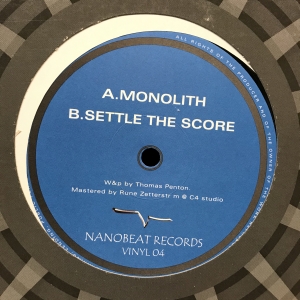 A.MONOLITH
B.SETTLE THE SCORE
W&p by Thomas Penton.
Mastered by Rune Zetterstr m @ C4 studio
NANOBEAT RECORDS
VINYL 04
ALL RIGHTS OF THE PRODUCER AND OF THE OWNER OF THE WORK